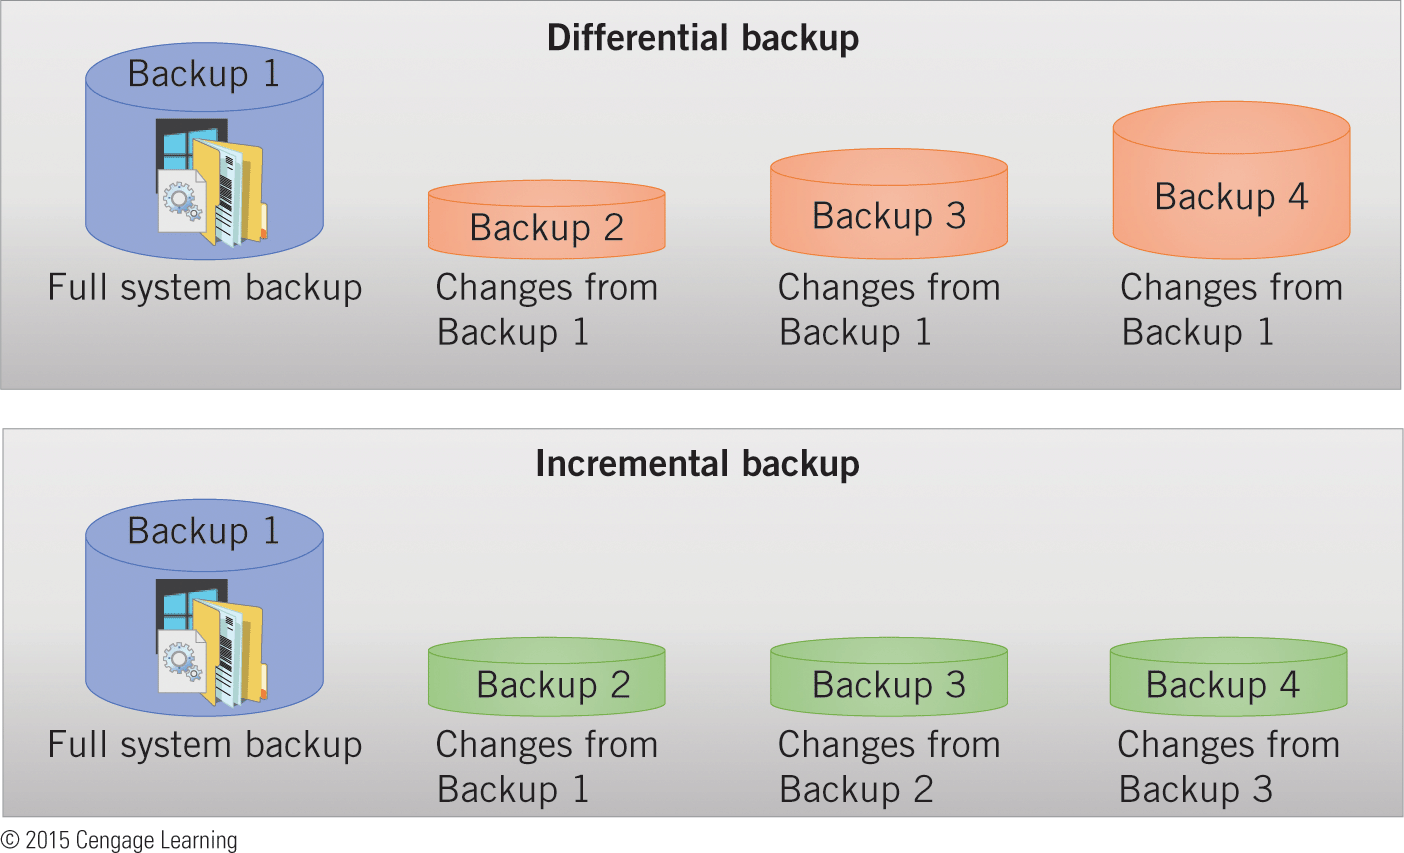 Differential backup
Backup 1
Backup 2
Backup 3
Backup 4
Full system backup
Changes from
Backup 1
Changes from
Backup 1
Changes from
Backup 1
Incremental backup
Backup 1
Backup 2
Backup 3
Backup 4
Full system backup
Changes from
Backup 1
Changes from
Backup 2
Changes from
Backup 3
© 2015 Cengage Learning